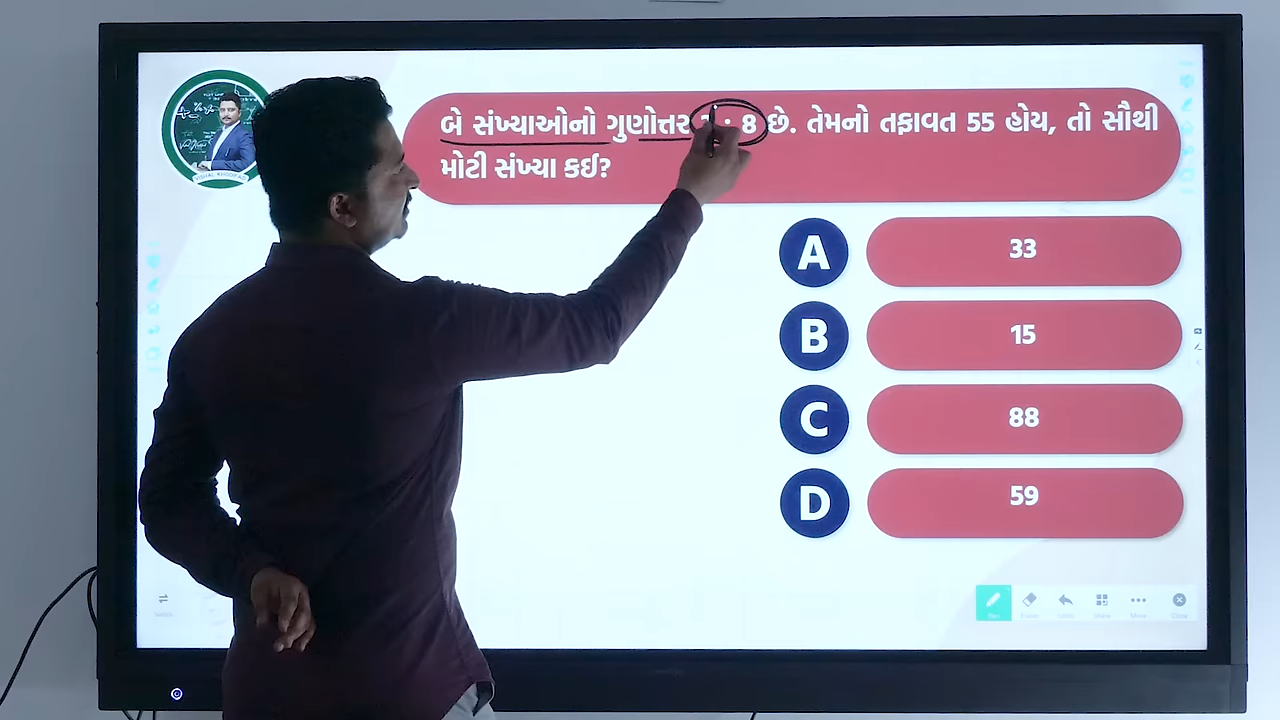 બે સંખ્યાઓનો ગુણોત્તર : 8 છે. તેમનો તફાવત 55 હોય, તો સૌથી
મોટી સંખ્યા કઈ?
A 33
B 15
C 88
D 59